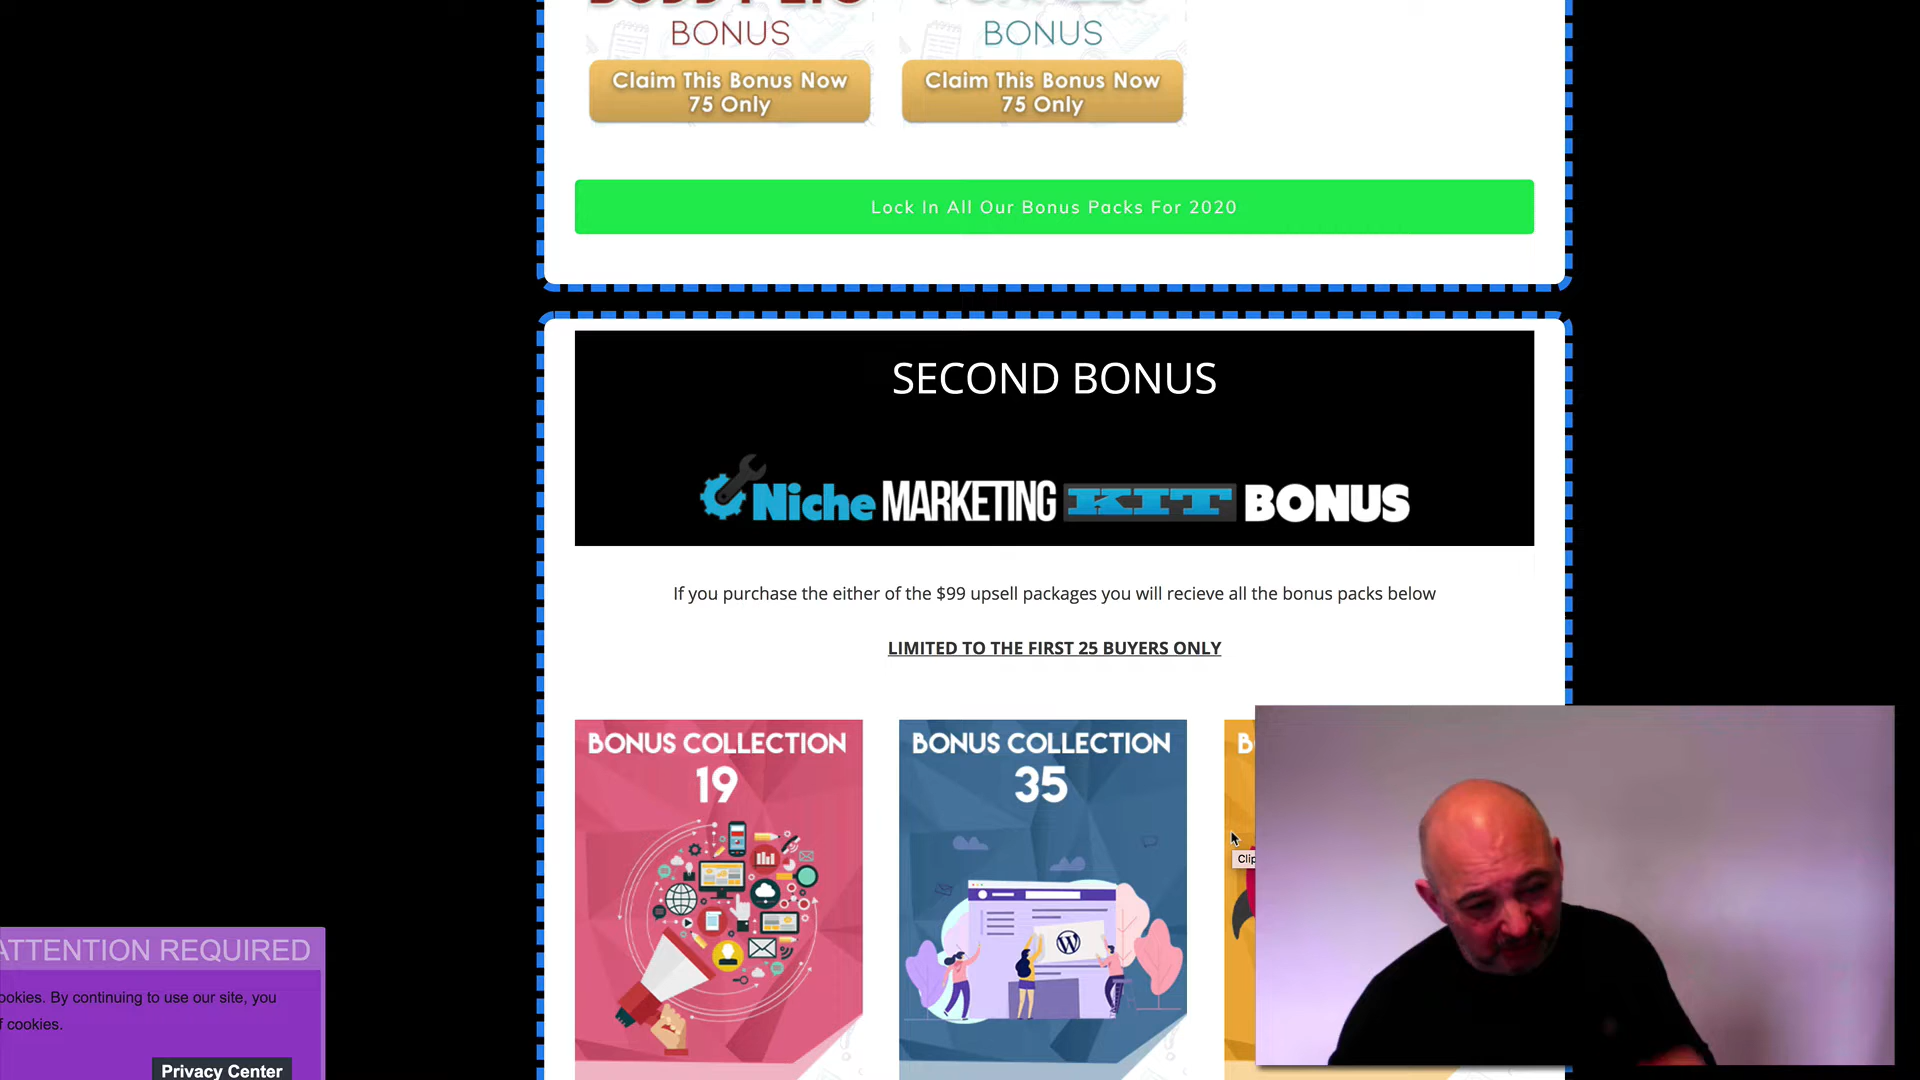 BONUS
BONUS
Claim This Bonus Now
75 Only
Claim This Bonus Now
75 Only
Lock In All Our Bonus Packs For 2020
SECOND BONUS
Niche MARKETING KIT BONUS
If you purchase the either of the $99 upsell packages you will recieve all the bonus packs below
LIMITED TO THE FIRST 25 BUYERS ONLY
BONUS COLLECTION
19
BONUS COLLECTION
35
B
Clip
ATTENTION REQUIRED
ookies. By continuing to use our site, you
f cookies.
Privacy Center